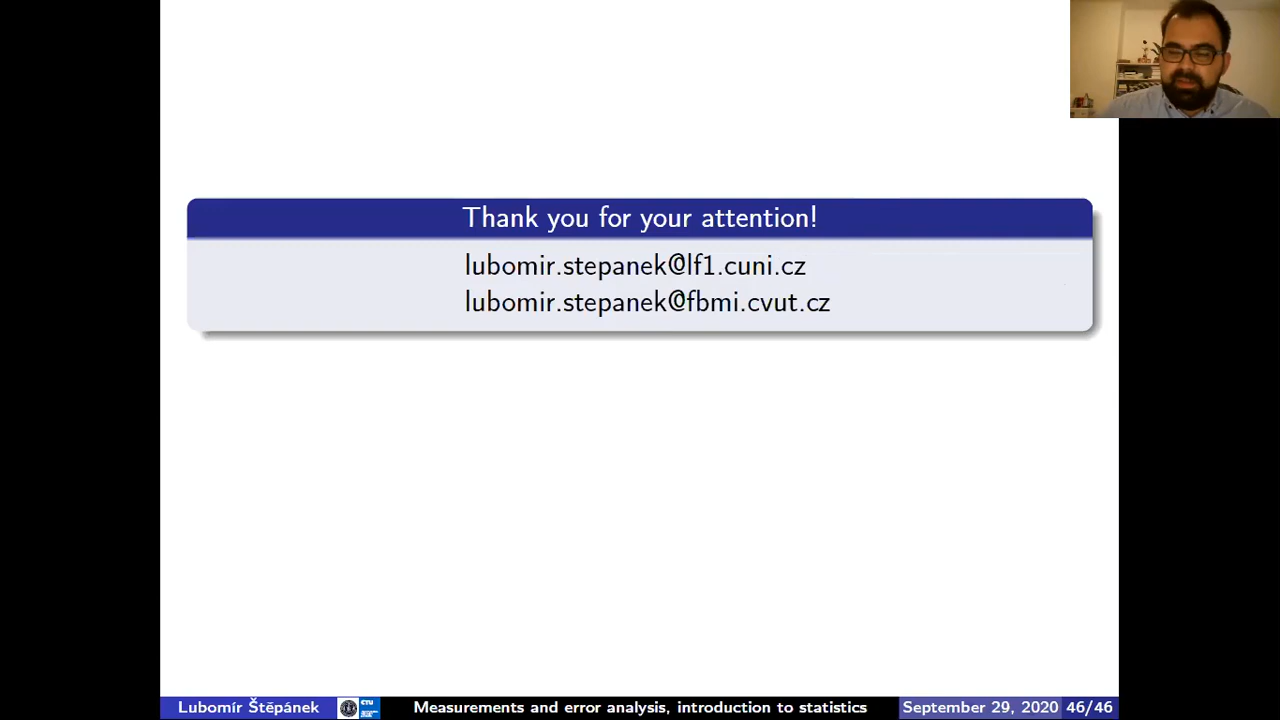 Thank you for your attention!
lubomir.stepanek@lf1.cuni.cz
lubomir.stepanek@fbmi.cvut.cz
Lubomír Štěpánek
CTU
Measurements and error analysis, introduction to statistics
September 29, 2020
46/46